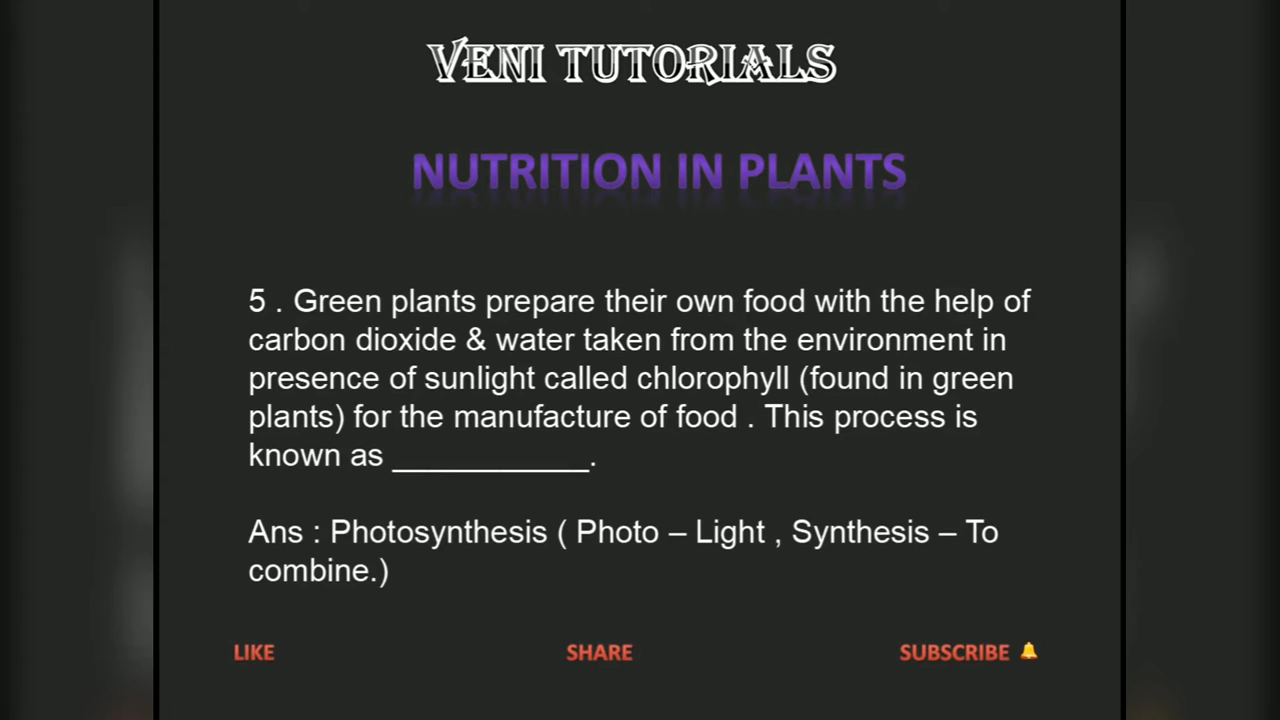 VENI TUTORIALS
NUTRITION IN PLANTS
5 . Green plants prepare their own food with the help of
carbon dioxide & water taken from the environment in
presence of sunlight called chlorophyll (found in green
plants) for the manufacture of food . This process is
known as ____________.
Ans : Photosynthesis ( Photo – Light , Synthesis – To
combine.)
LIKE SHARE SUBSCRIBE 🔔